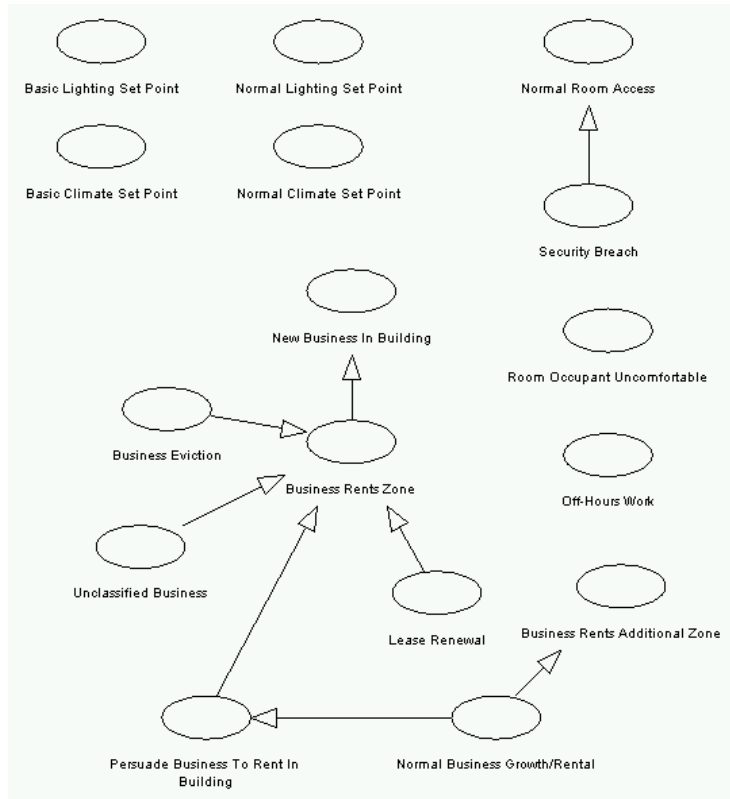 Basic Lighting Set Point
Normal Lighting Set Point
Normal Room Access
Basic Climate Set Point
Normal Climate Set Point
Security Breach
New Business In Building
Room Occupant Uncomfortable
Business Eviction
Business Rents Zone
Off-Hours Work
Unclassified Business
Lease Renewal
Business Rents Additional Zone
Persuade Business To Rent In
Building
Normal Business Growth/Rental